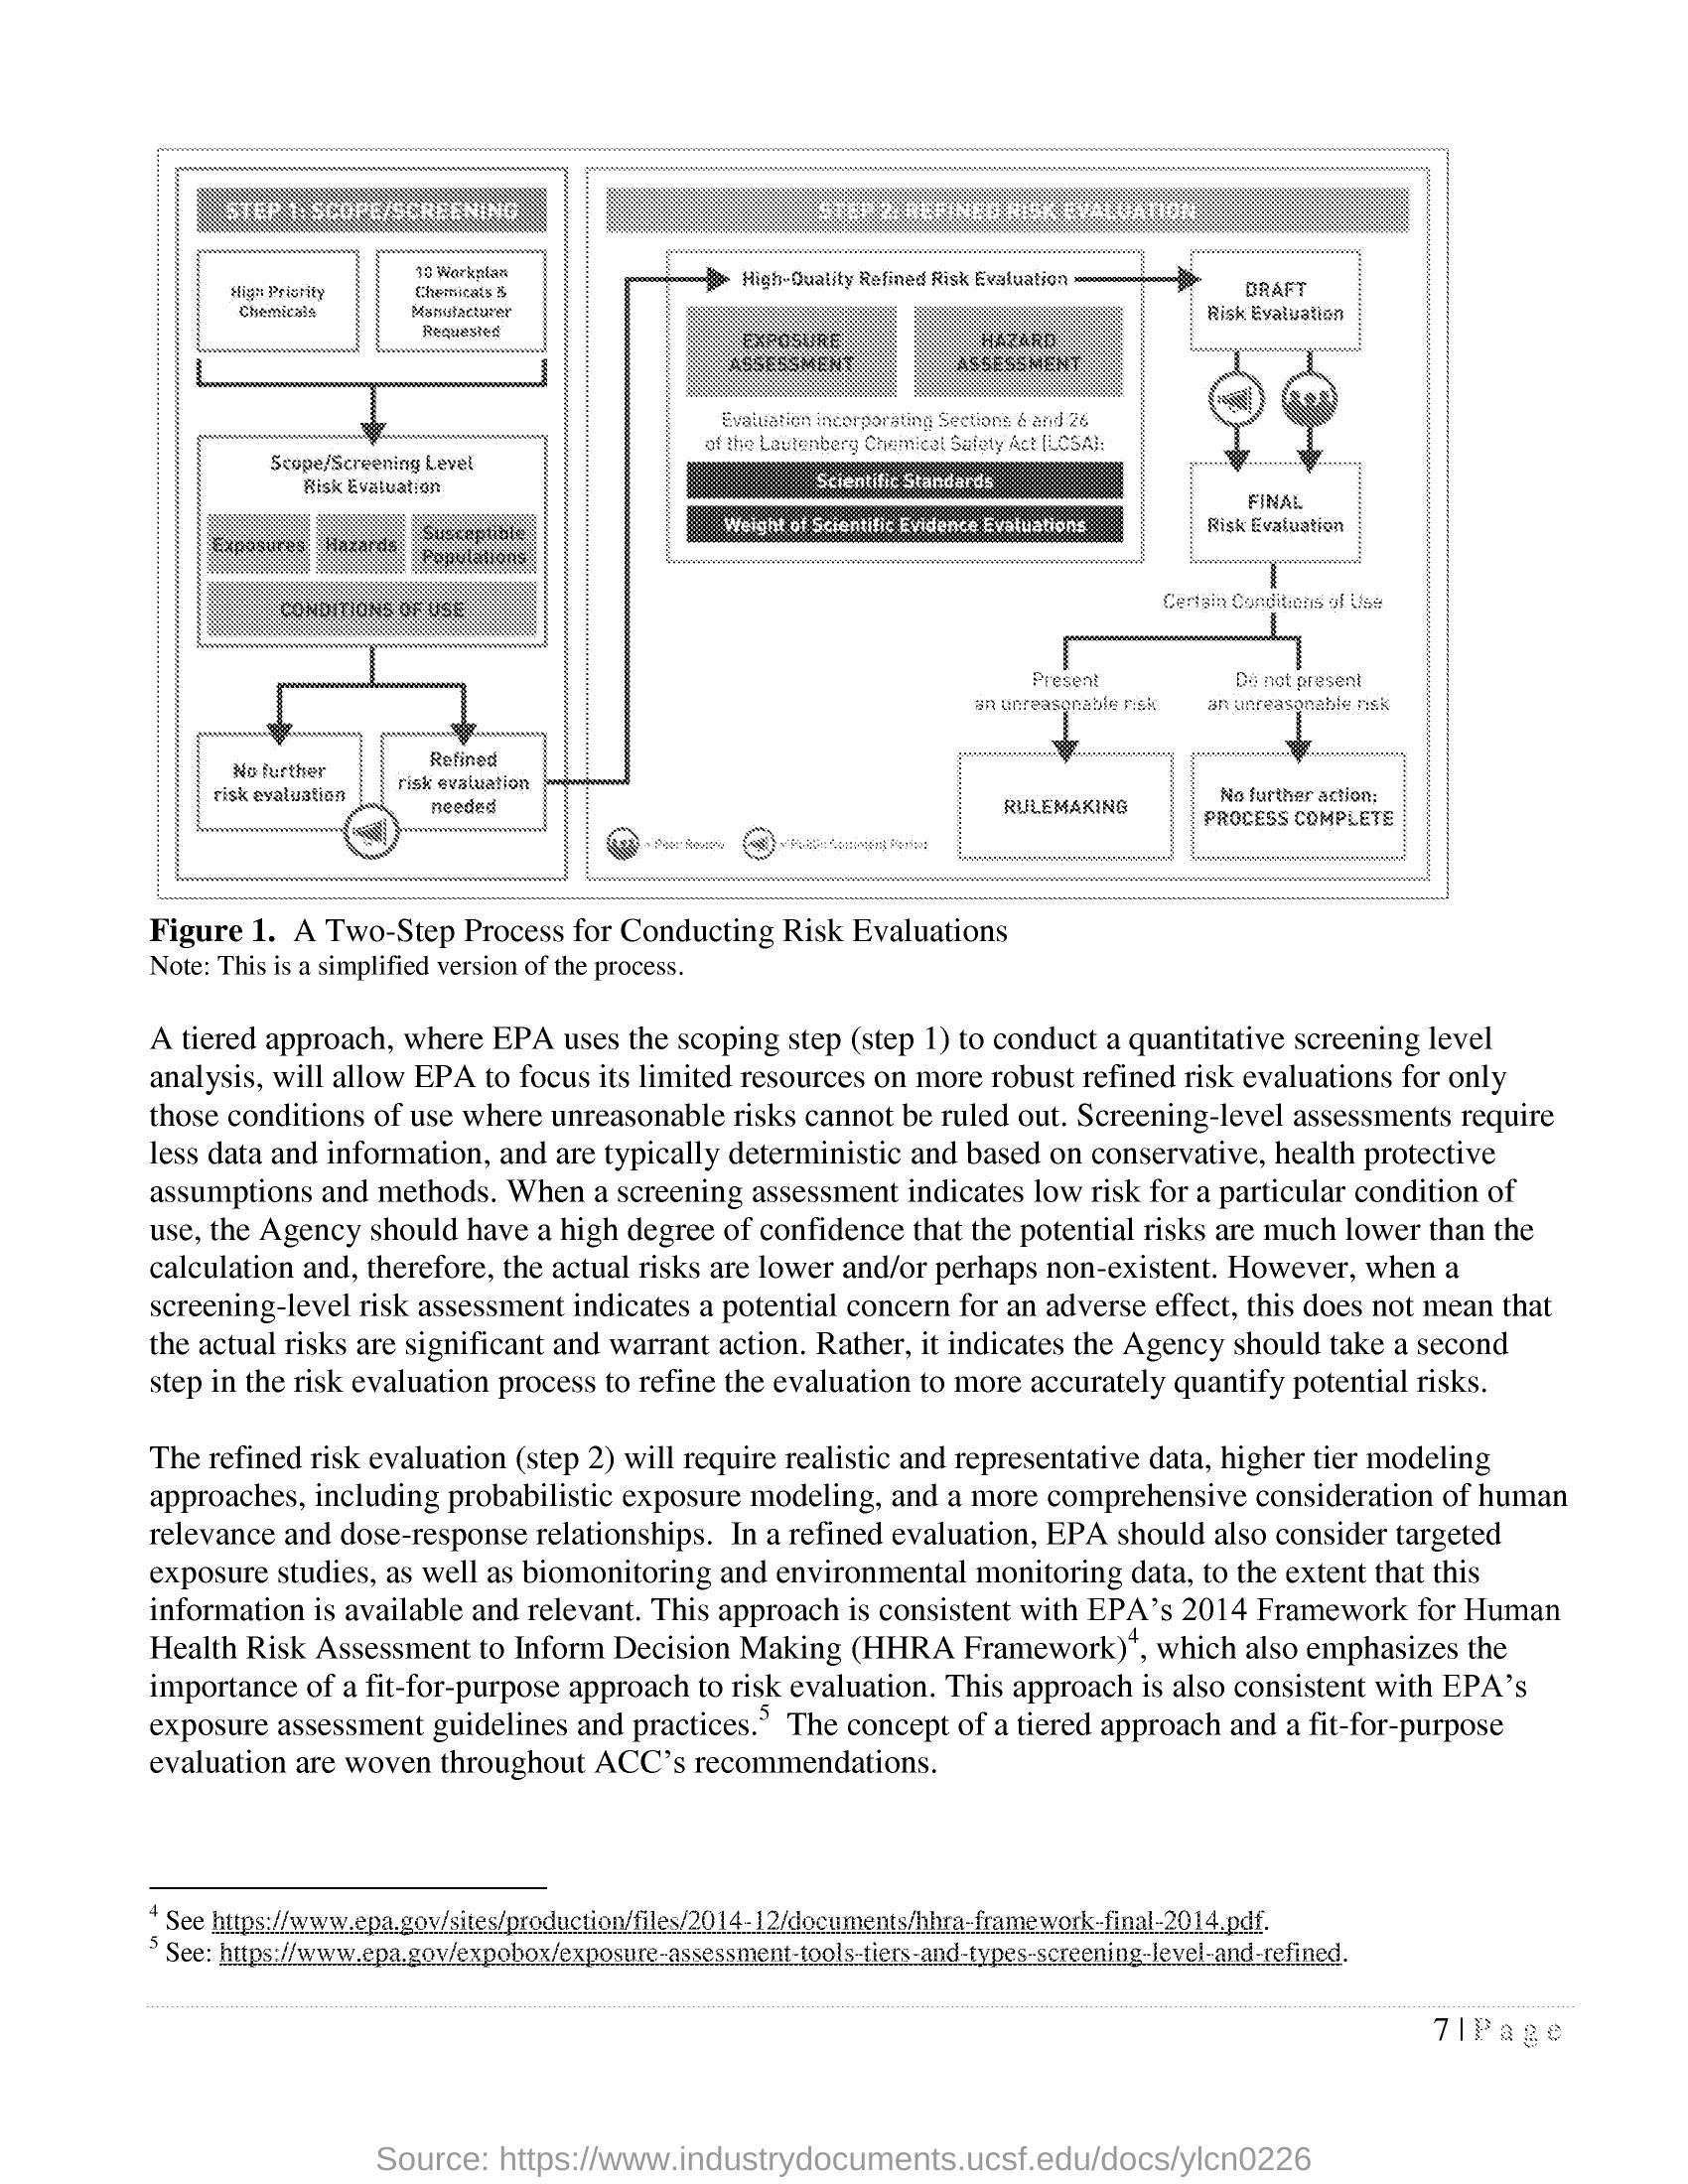 STEP 1: SCOPE/SCREENING
High Priority
Chemicals
10 Workplan
Chemicals &
Manufacturer
Requested
Scope/Screening Level
Risk Evaluation
Exposures
Hazards
Susceptible
Populations
CONDITIONS OF USE
No further
risk evaluation
Refined
risk evaluation
needed
STEP 2: REFINED RISK EVALUATION
High-Quality Refined Risk Evaluation
EXPOSURE
ASSESSMENT
HAZARD
ASSESSMENT
Evaluation incorporating Sections 6 and 26
of the Lautenberg Chemical Safety Act (LCSA):
Scientific Standards
Weight of Scientific Evidence Evaluations
DRAFT
Risk Evaluation
FINAL
Risk Evaluation
Certain Conditions of Use
Present
an unreasonable risk
Do not present
an unreasonable risk
RULEMAKING
No further action;
PROCESS COMPLETE
= Peer Review
= Public Comment Period
Figure 1. A Two-Step Process for Conducting Risk Evaluations
Note: This is a simplified version of the process.
A tiered approach, where EPA uses the scoping step (step 1) to conduct a quantitative screening level
analysis, will allow EPA to focus its limited resources on more robust refined risk evaluations for only
those conditions of use where unreasonable risks cannot be ruled out. Screening-level assessments require
less data and information, and are typically deterministic and based on conservative, health protective
assumptions and methods. When a screening assessment indicates low risk for a particular condition of
use, the Agency should have a high degree of confidence that the potential risks are much lower than the
calculation and, therefore, the actual risks are lower and/or perhaps non-existent. However, when a
screening-level risk assessment indicates a potential concern for an adverse effect, this does not mean that
the actual risks are significant and warrant action. Rather, it indicates the Agency should take a second
step in the risk evaluation process to refine the evaluation to more accurately quantify potential risks.
The refined risk evaluation (step 2) will require realistic and representative data, higher tier modeling
approaches, including probabilistic exposure modeling, and a more comprehensive consideration of human
relevance and dose-response relationships.  In a refined evaluation, EPA should also consider targeted
exposure studies, as well as biomonitoring and environmental monitoring data, to the extent that this
information is available and relevant. This approach is consistent with EPA's 2014 Framework for Human
Health Risk Assessment to Inform Decision Making (HHRA Framework)4, which also emphasizes the
importance of a fit-for-purpose approach to risk evaluation. This approach is also consistent with EPA's
exposure assessment guidelines and practices.5  The concept of a tiered approach and a fit-for-purpose
evaluation are woven throughout ACC's recommendations.
4 See https://www.epa.gov/sites/production/files/2014-12/documents/hhra-framework-final-2014.pdf.
5 See: https://www.epa.gov/expobox/exposure-assessment-tools-tiers-and-types-screening-level-and-refined.
7 | P a g e
Source: https://www.industrydocuments.ucsf.edu/docs/ylcn0226